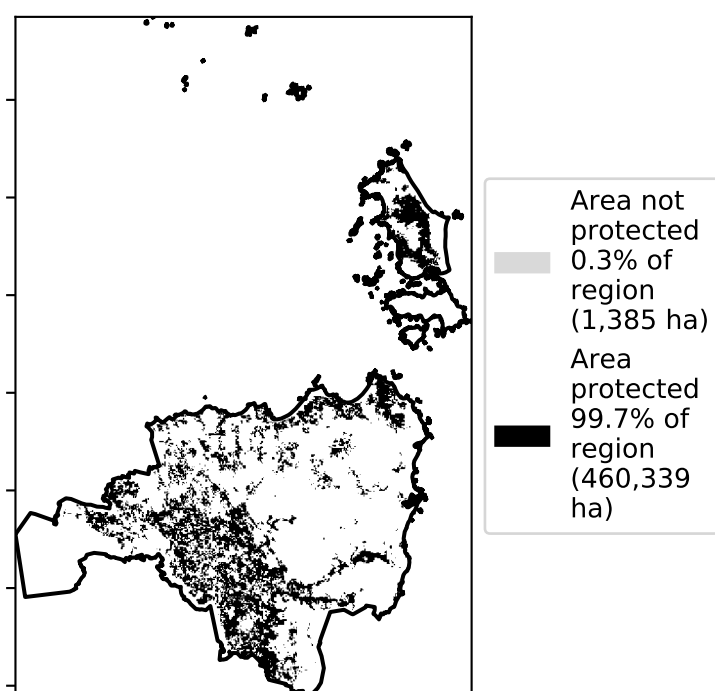 Area not
protected
0.3% of
region
(1,385 ha)
Area
protected
99.7% of
region
(460,339
ha)